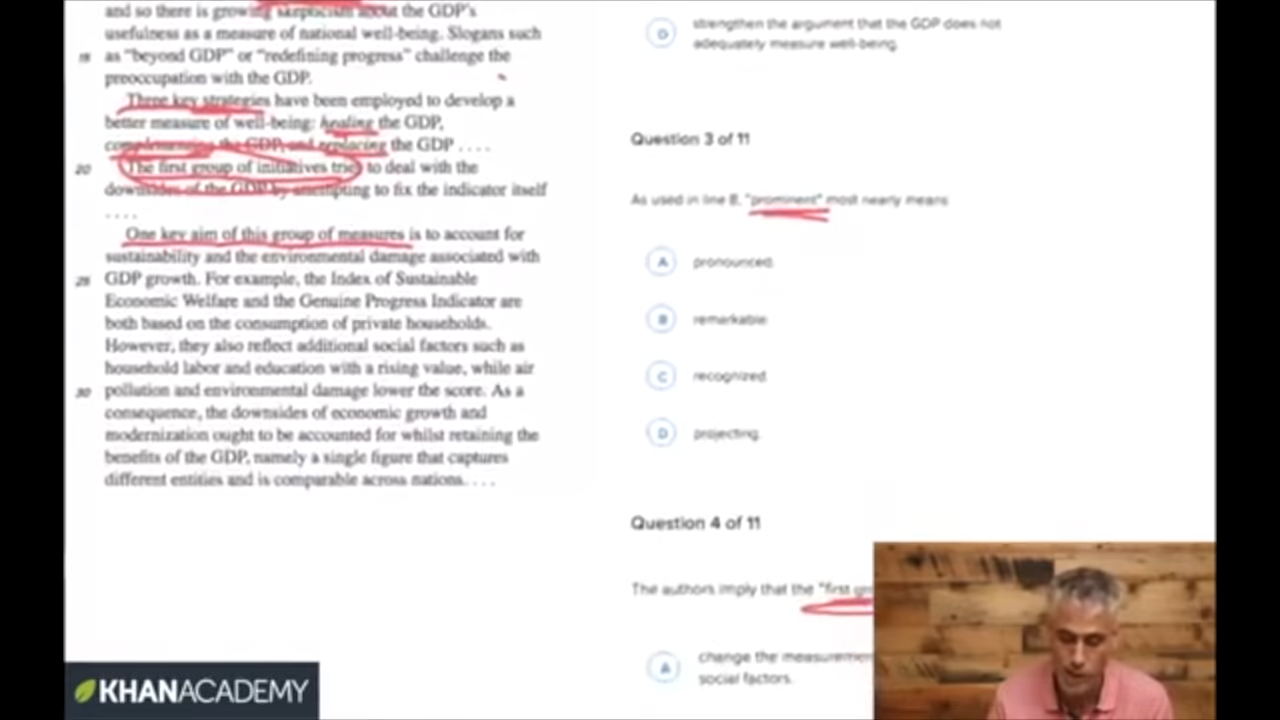 and so there is growing skepticism about the GDP's
usefulness as a measure of national well-being. Slogans such
15 as "beyond GDP" or "redefining progress" challenge the
preoccupation with the GDP.
Three key strategies have been employed to develop a
better measure of well-being: healing the GDP,
complementing the GDP, and replacing the GDP . . . .
20 The first group of initiatives tries to deal with the
downsides of the GDP by attempting to fix the indicator itself
. . . .
One key aim of this group of measures is to account for
sustainability and the environmental damage associated with
25 GDP growth. For example, the Index of Sustainable
Economic Welfare and the Genuine Progress Indicator are
both based on the consumption of private households.
However, they also reflect additional social factors such as
household labor and education with a rising value, while air
30 pollution and environmental damage lower the score. As a
consequence, the downsides of economic growth and
modernization ought to be accounted for whilst retaining the
benefits of the GDP, namely a single figure that captures
different entities and is comparable across nations. . . .
D strengthen the argument that the GDP does not
adequately measure well-being.
Question 3 of 11
As used in line 8, "prominent" most nearly means
A pronounced.
B remarkable.
C recognized.
D projecting.
Question 4 of 11
The authors imply that the "first
A change the measuremen
social factors.
KHANACADEMY